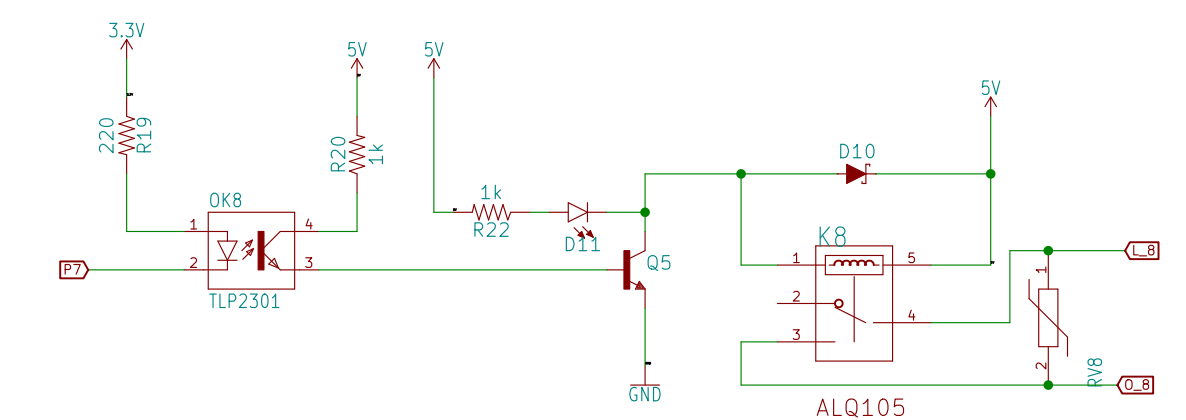 3.3V
5V
5V
5V
220
R19
R20
1k
1k
R22
D11
D10
OK8
1
4
2
3
TLP2301
P7
Q5
GND
K8
1
5
2
4
3
ALQ105
1
2
RV8
L_8
O_8